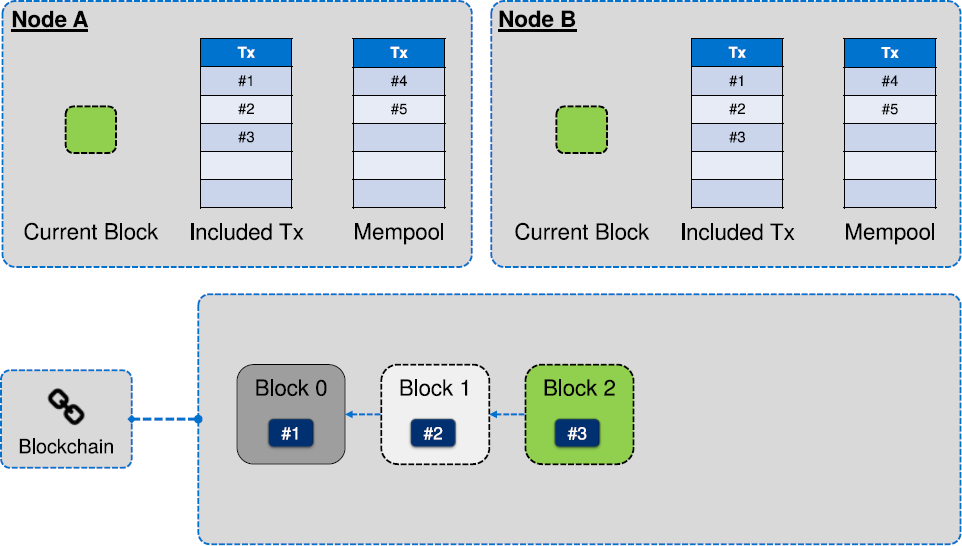 Node A
Tx
#1
#2
#3
Tx
#4
#5
Current Block
Included Tx
Mempool
Node B
Tx
#1
#2
#3
Tx
#4
#5
Current Block
Included Tx
Mempool
Blockchain
Block 0
#1
Block 1
#2
Block 2
#3